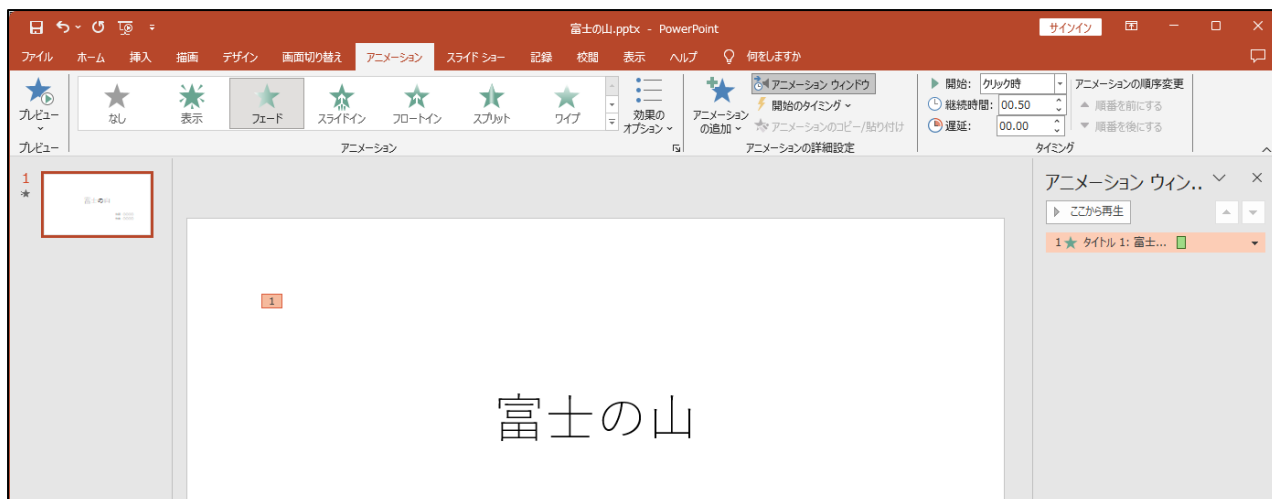 富士の山.pptx - PowerPoint
サインイン
ファイル ホーム 挿入 描画 デザイン 画面切り替え アニメーション スライド ショー 記録 校閲 表示 ヘルプ 何をしますか
プレビュー
なし 表示 フェード スライドイン フロートイン スプリット ワイプ
効果の
オプション
アニメーション
の追加
アニメーション ウィンドウ
開始のタイミング
アニメーションのコピー/貼り付け
開始: クリック時
継続時間: 00.50
遅延: 00.00
アニメーションの順序変更
順番を前にする
順番を後にする
プレビュー アニメーション アニメーションの詳細設定 タイミング
1
富士の山
1
富士の山
アニメーション ウィン..
ここから再生
1 タイトル 1: 富士...